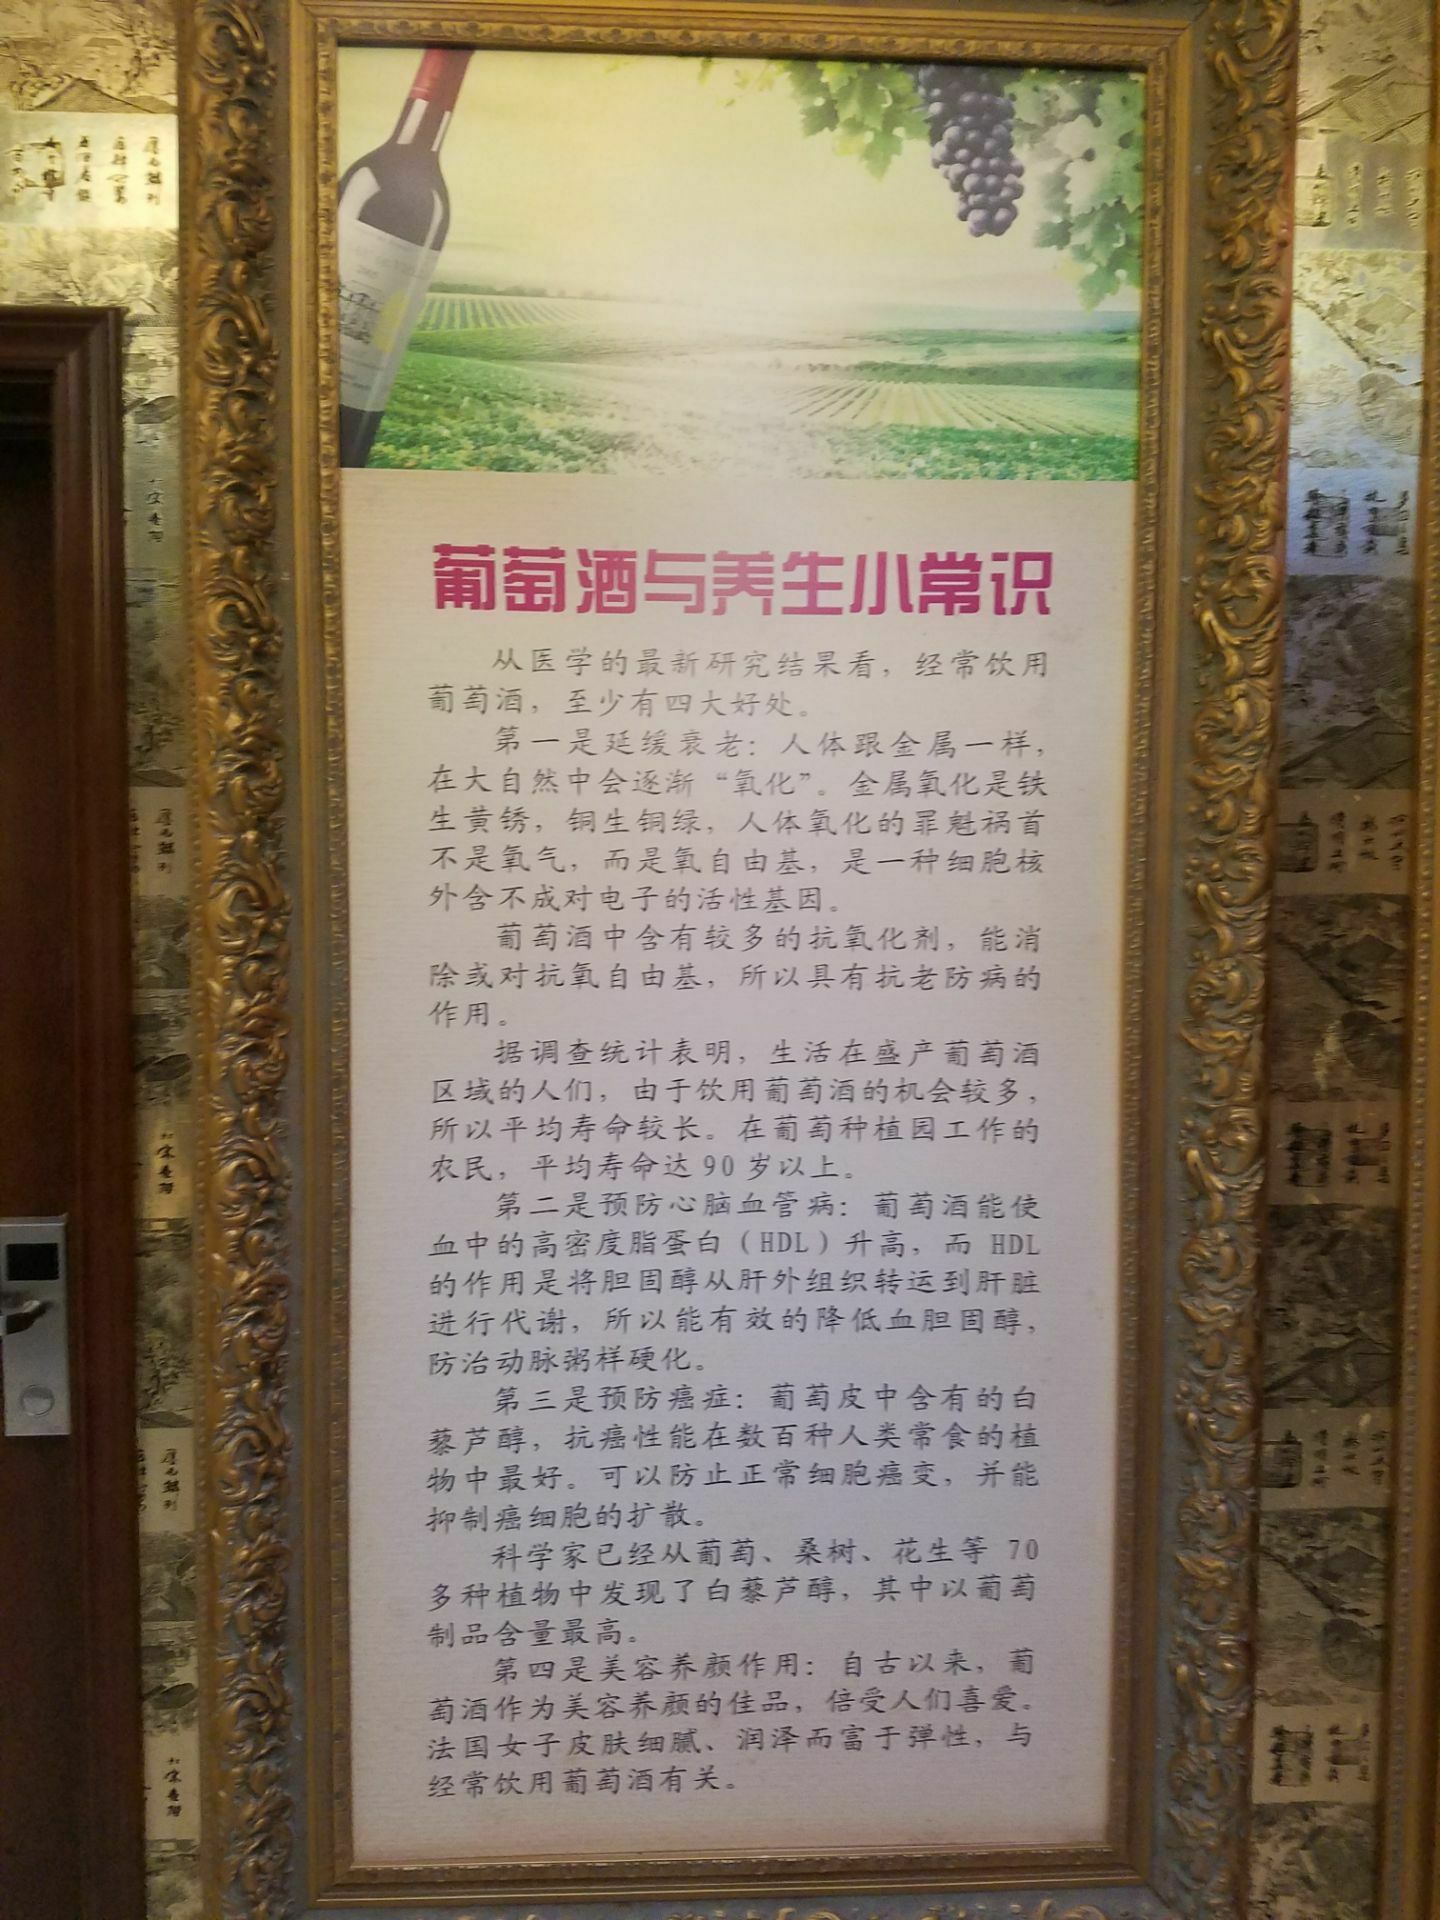 葡萄酒与养生小常识
从医学的最新研究结果看，经常饮用
葡萄酒，至少有四大好处。
第一是延缓衰老：人体跟金属一样，
在大自然中会逐渐“氧化”。金属氧化是铁
生黄锈，铜生铜绿，人体氧化的罪魁祸首
不是氧气，而是氧自由基，是一种细胞核
外含不成对电子的活性基因。
葡萄酒中含有较多的抗氧化剂，能消
除或对抗氧自由基，所以具有抗老防病的
作用。
据调查统计表明，生活在盛产葡萄酒
区域的人们，由于饮用葡萄酒的机会较多，
所以平均寿命较长。在葡萄种植园工作的
农民，平均寿命达90岁以上。
第二是预防心脑血管病：葡萄酒能使
血中的高密度脂蛋白（HDL）升高，而 HDL
的作用是将胆固醇从肝外组织转运到肝脏
进行代谢，所以能有效的降低血胆固醇，
防治动脉粥样硬化。
第三是预防癌症：葡萄皮中含有的白
藜芦醇，抗癌性能在数百种人类常食的植
物中最好。可以防止正常细胞癌变，并能
抑制癌细胞的扩散。
科学家已经从葡萄、桑树、花生等 70
多种植物中发现了白藜芦醇，其中以葡萄
制品含量最高。
第四是美容养颜作用：自古以来，葡
萄酒作为美容养颜的佳品，倍受人们喜爱。
法国女子皮肤细腻、润泽而富于弹性，与
经常饮用葡萄酒有关。